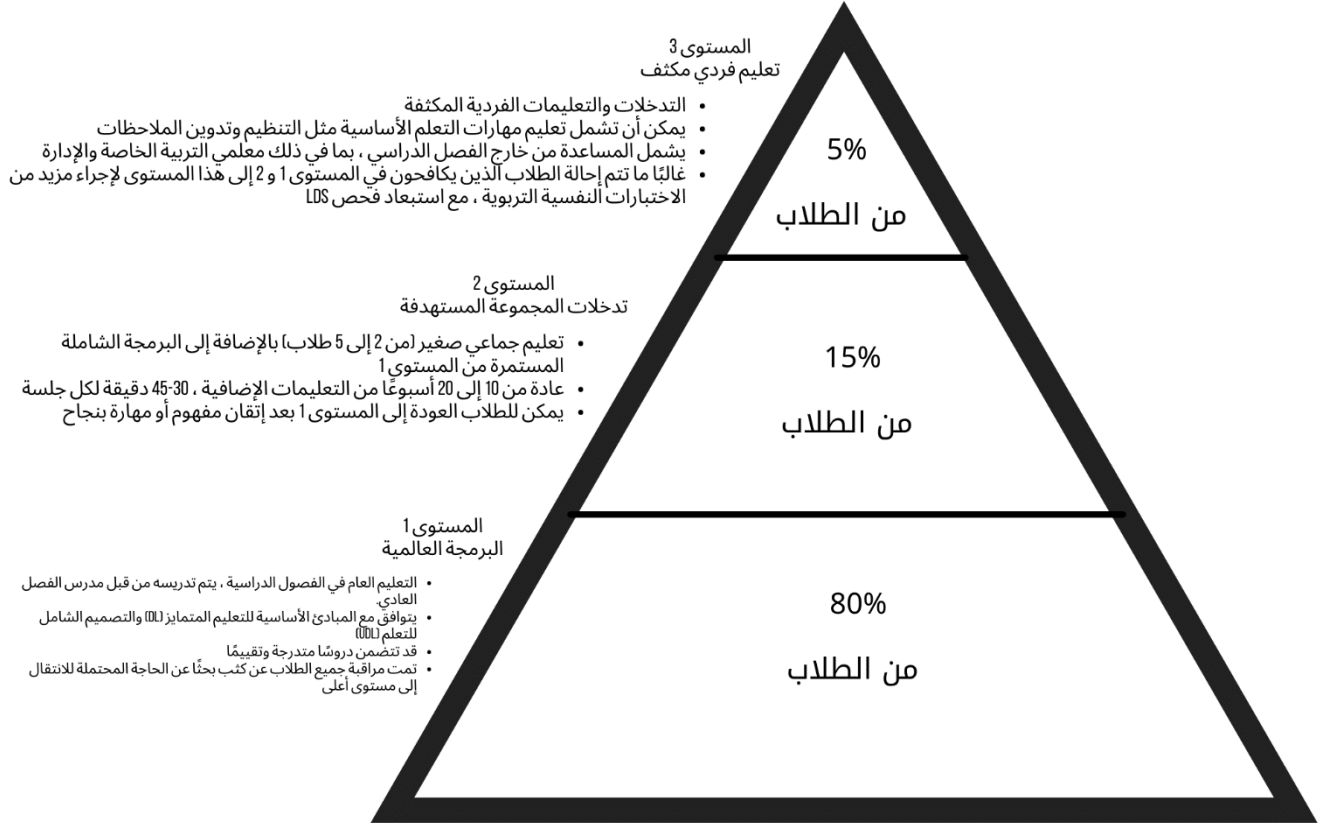 المستوى 3
تعليم فردي مكثف
• التدخلات والتعليمات الفردية المكثفة
• يمكن أن تشمل تعليم مهارات التعلم الأساسية مثل التنظيم وتدوين الملاحظات
• يشمل المساعدة من خارج الفصل الدراسي ، بما في ذلك معلمي التربية الخاصة والإدارة
• غالبًا ما تتم إحالة الطلاب الذين يكافحون في المستوى 1 و 2 إلى هذا المستوى لإجراء مزيد من
الاختبارات النفسية التربوية ، مع استبعاد فحص LDS
5%
من الطلاب
المستوى 2
تدخلات المجموعة المستهدفة
• تعليم جماعي صغير (من 2 إلى 5 طلاب) بالإضافة إلى البرمجة الشاملة
المستمرة من المستوى 1
• عادة من 10 إلى 20 أسبوعًا من التعليمات الإضافية ، 30-45 دقيقة لكل جلسة
• يمكن للطلاب العودة إلى المستوى 1 بعد إتقان مفهوم أو مهارة بنجاح
15%
من الطلاب
المستوى 1
البرمجة العالمية
• التعليم العام في الفصول الدراسية ، يتم تدريسه من قبل مدرس الفصل
العادي.
• يتوافق مع المبادئ الأساسية للتعليم المتمايز (DL) والتصميم الشامل
للتعلم (UDL)
• قد تتضمن دروسًا متدرجة وتقييمًا
• تمت مراقبة جميع الطلاب عن كثب بحثًا عن الحاجة المحتملة للانتقال
إلى مستوى أعلى
80%
من الطلاب